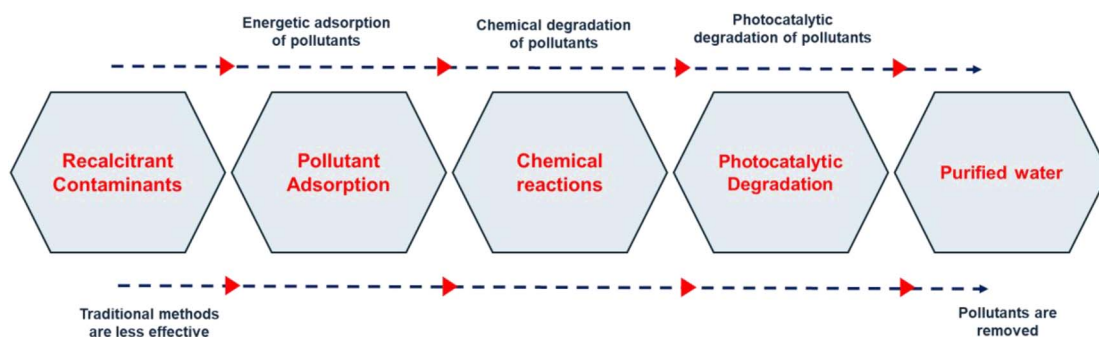 Energetic adsorption
of pollutants
Chemical degradation
of pollutants
Photocatalytic
degradation of pollutants
Recalcitrant
Contaminants
Pollutant
Adsorption
Chemical
reactions
Photocatalytic
Degradation
Purified water
Traditional methods
are less effective
Pollutants are
removed